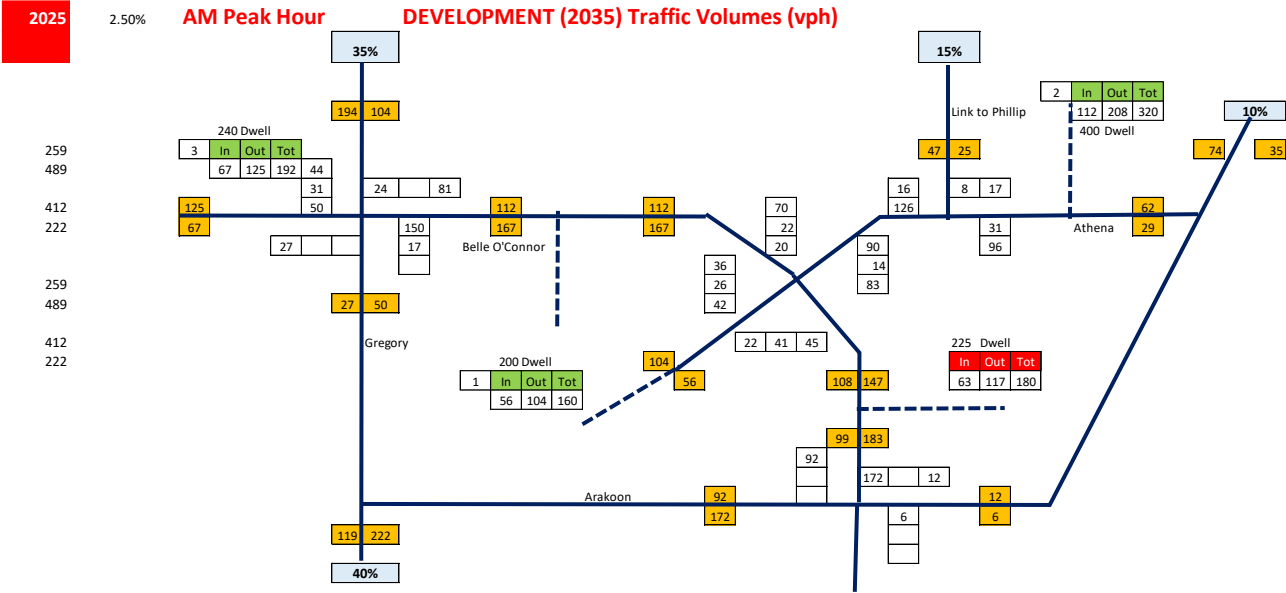 2025 2.50% AM Peak Hour DEVELOPMENT (2035) Traffic Volumes (vph)
35% 15%
2 In Out Tot
194 104 Link to Phillip 112 208 320 10%
240 Dwell 400 Dwell
259 3 In Out Tot 47 25 74 35
489 67 125 192 44
31 24 81 16 8 17
412 125 50 112 112 70 126 62
222 67 150 167 167 22 31 Athena 29
27 17 Belle O'Connor 20 90 96
36 14
259 26 83
489 27 50 42
412 Gregory 22 41 45 225 Dwell
222 200 Dwell 104 In Out Tot
1 In Out Tot 56 108 147 63 117 180
56 104 160
99 183
92
172 12
Arakoon 92 12
172 6 6
119 222
40%